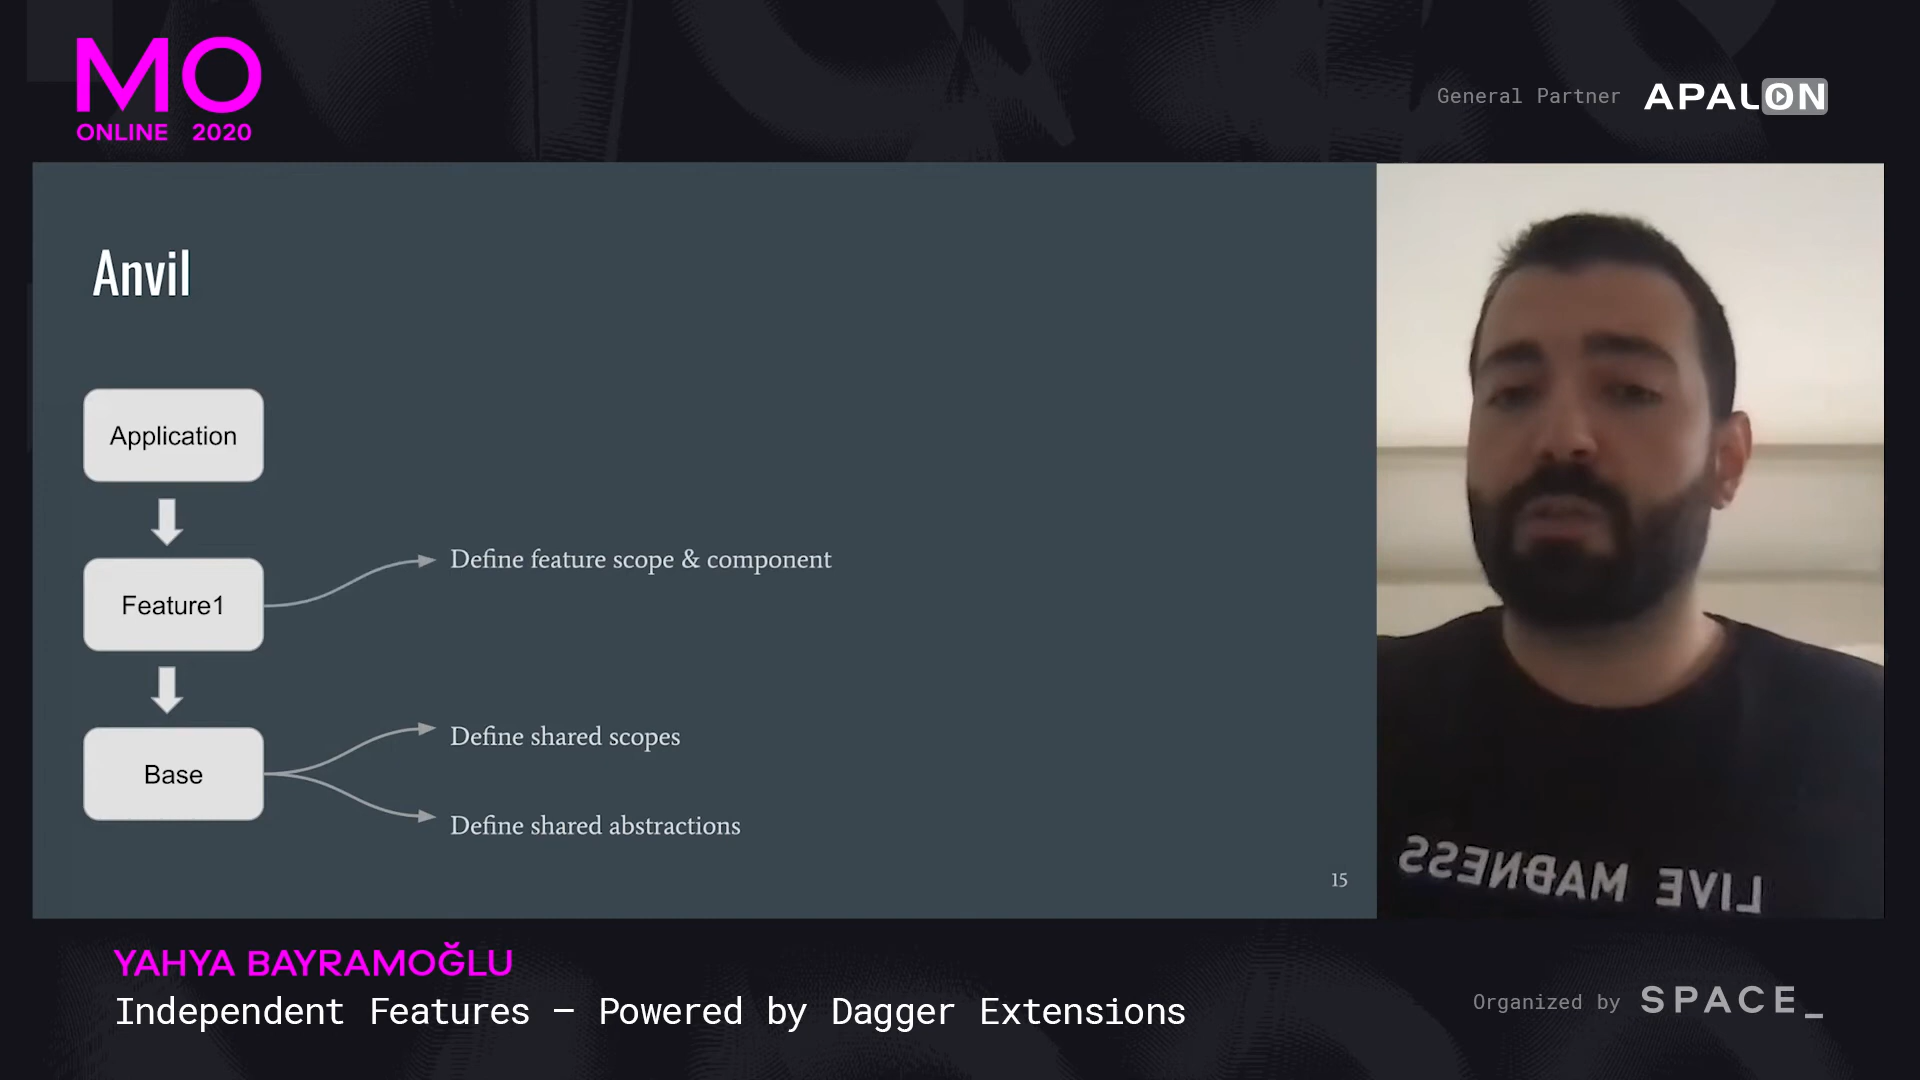 MO
ONLINE 2020
General Partner APALON
Anvil
Application
Feature1
Define feature scope & component
Base
Define shared scopes
Define shared abstractions
15
LIVE MADNESS
YAHYA BAYRAMOĞLU
Independent Features – Powered by Dagger Extensions
Organized by SPACE_